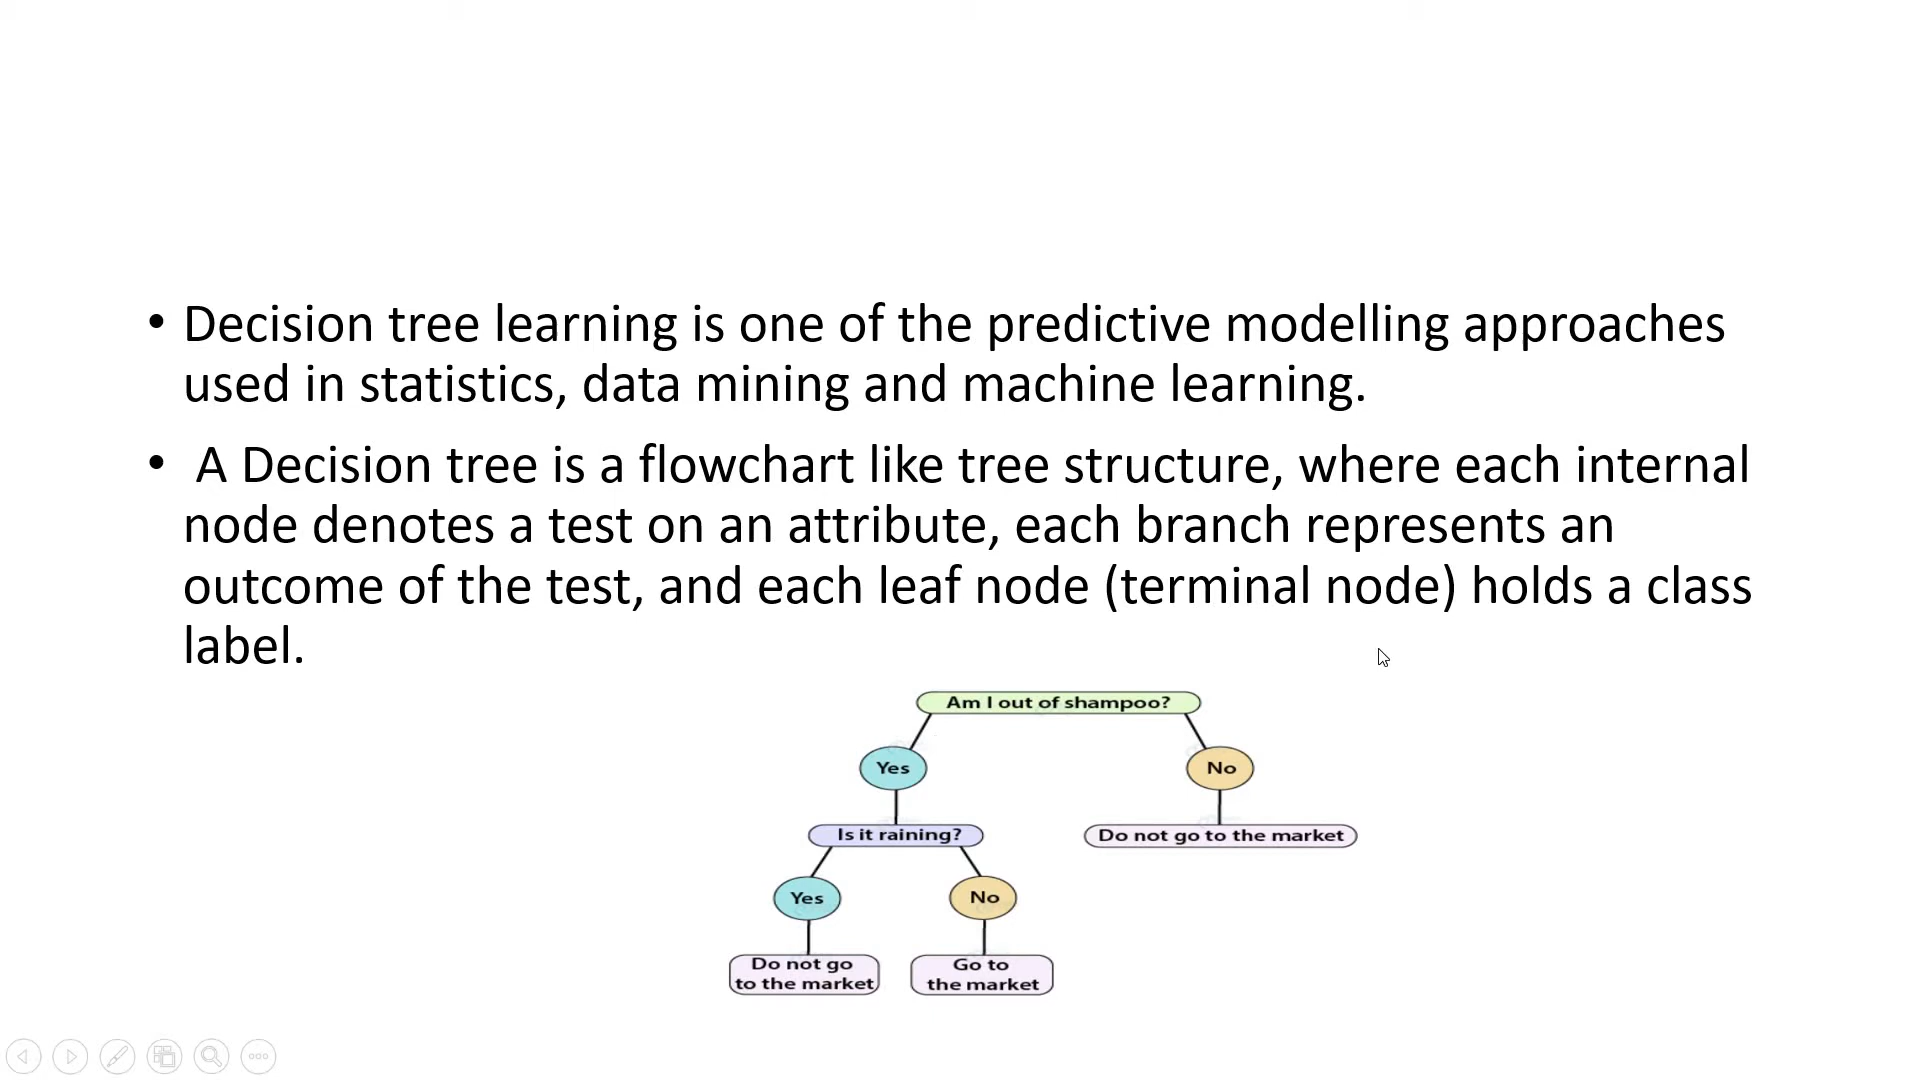 • Decision tree learning is one of the predictive modelling approaches
used in statistics, data mining and machine learning.
• A Decision tree is a flowchart like tree structure, where each internal
node denotes a test on an attribute, each branch represents an
outcome of the test, and each leaf node (terminal node) holds a class
label.
Am I out of shampoo?
Yes
No
Is it raining?
Do not go to the market
Yes
No
Do not go
to the market
Go to
the market